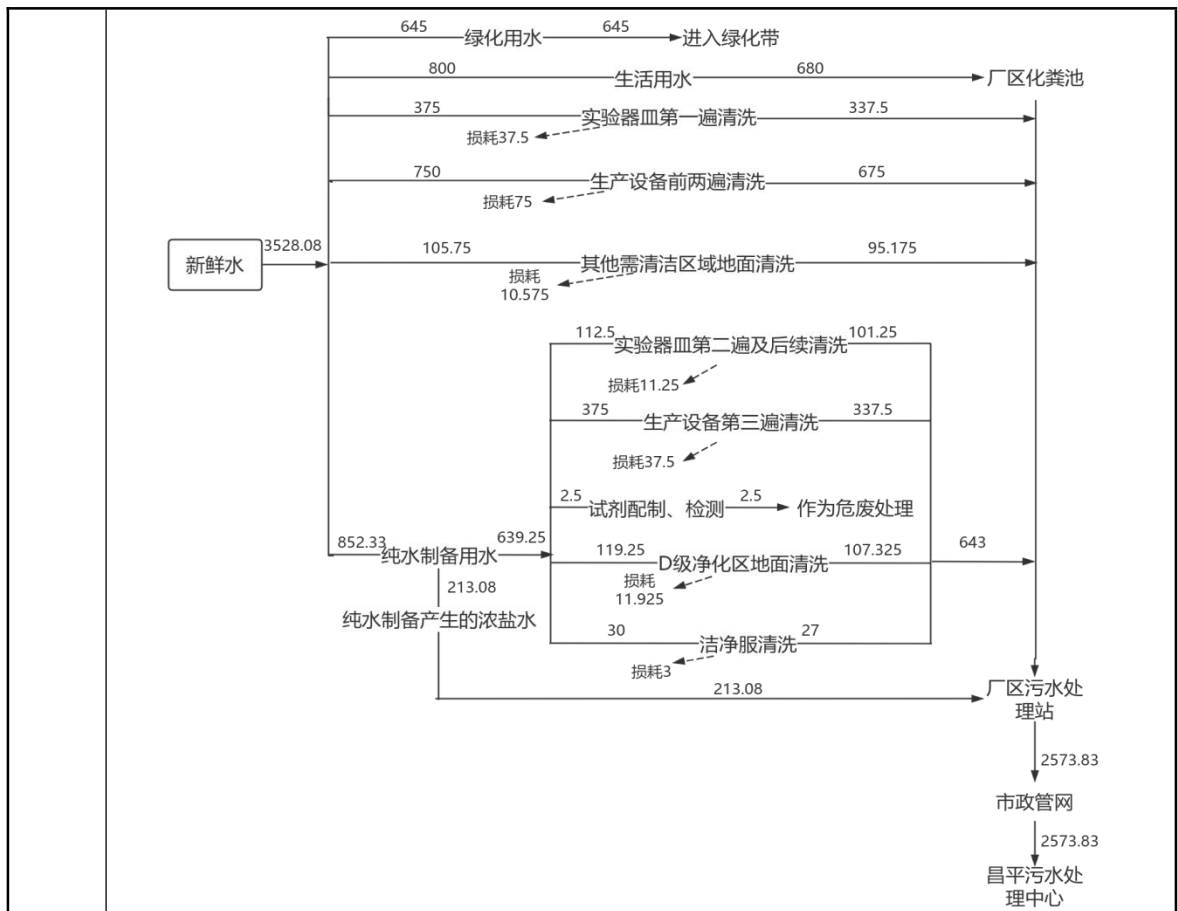 645 绿化用水 645 进入绿化带
800 生活用水 680 厂区化粪池
375 实验器皿第一遍清洗 337.5
损耗37.5
750 生产设备前两遍清洗 675
损耗75
新鲜水 3528.08
105.75 其他需清洁区域地面清洗 95.175
损耗
10.575
112.5 实验器皿第二遍及后续清洗 101.25
损耗11.25
375 生产设备第三遍清洗 337.5
损耗37.5
2.5 试剂配制、检测 2.5 作为危废处理
852.33 纯水制备用水 639.25
119.25 D级净化区地面清洗 107.325 643
损耗
11.925
213.08
纯水制备产生的浓盐水
30 洁净服清洗 27
损耗3
213.08 厂区污水处
理站
2573.83
市政管网
2573.83
昌平污水处
理中心